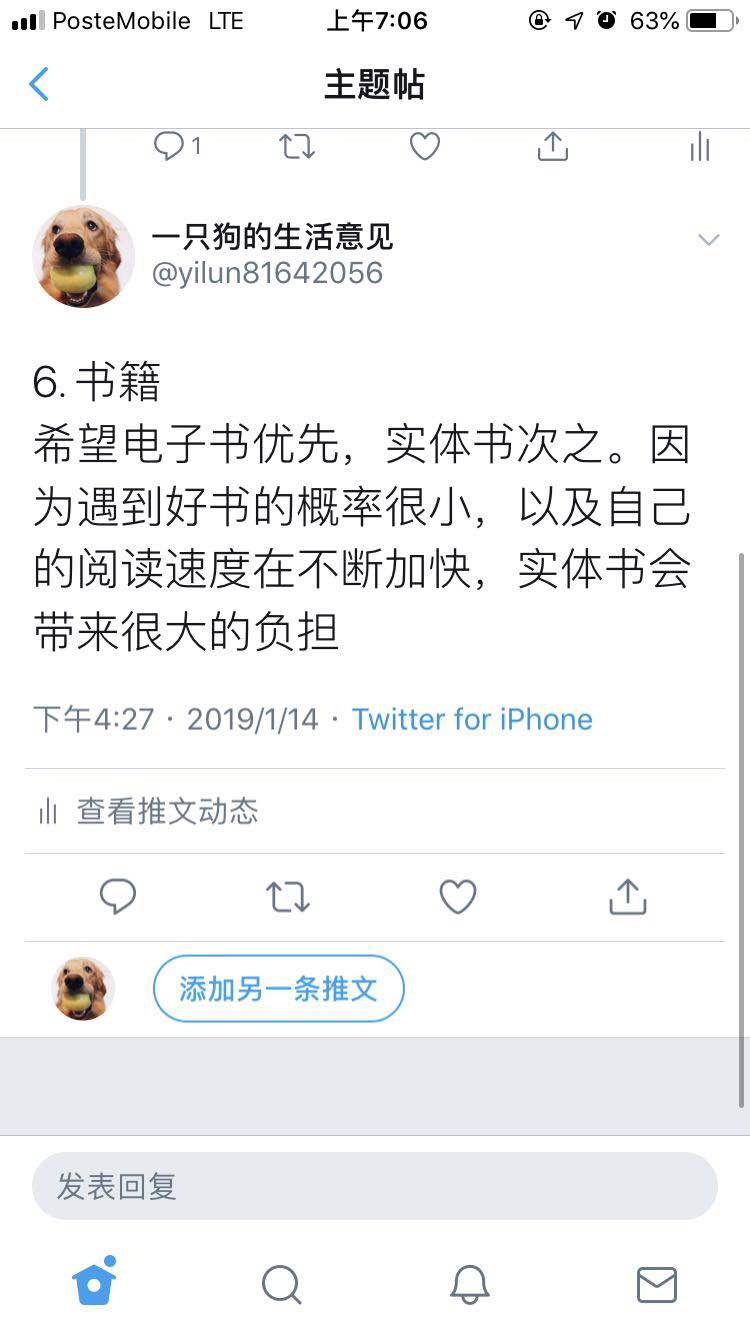 PosteMobile LTE 上午7:06 63%
主题帖
1
一只狗的生活意见
@yilun81642056
6. 书籍
希望电子书优先，实体书次之。因
为遇到好书的概率很小，以及自己
的阅读速度在不断加快，实体书会
带来很大的负担
下午4:27 · 2019/1/14 · Twitter for iPhone
查看推文动态
添加另一条推文
发表回复